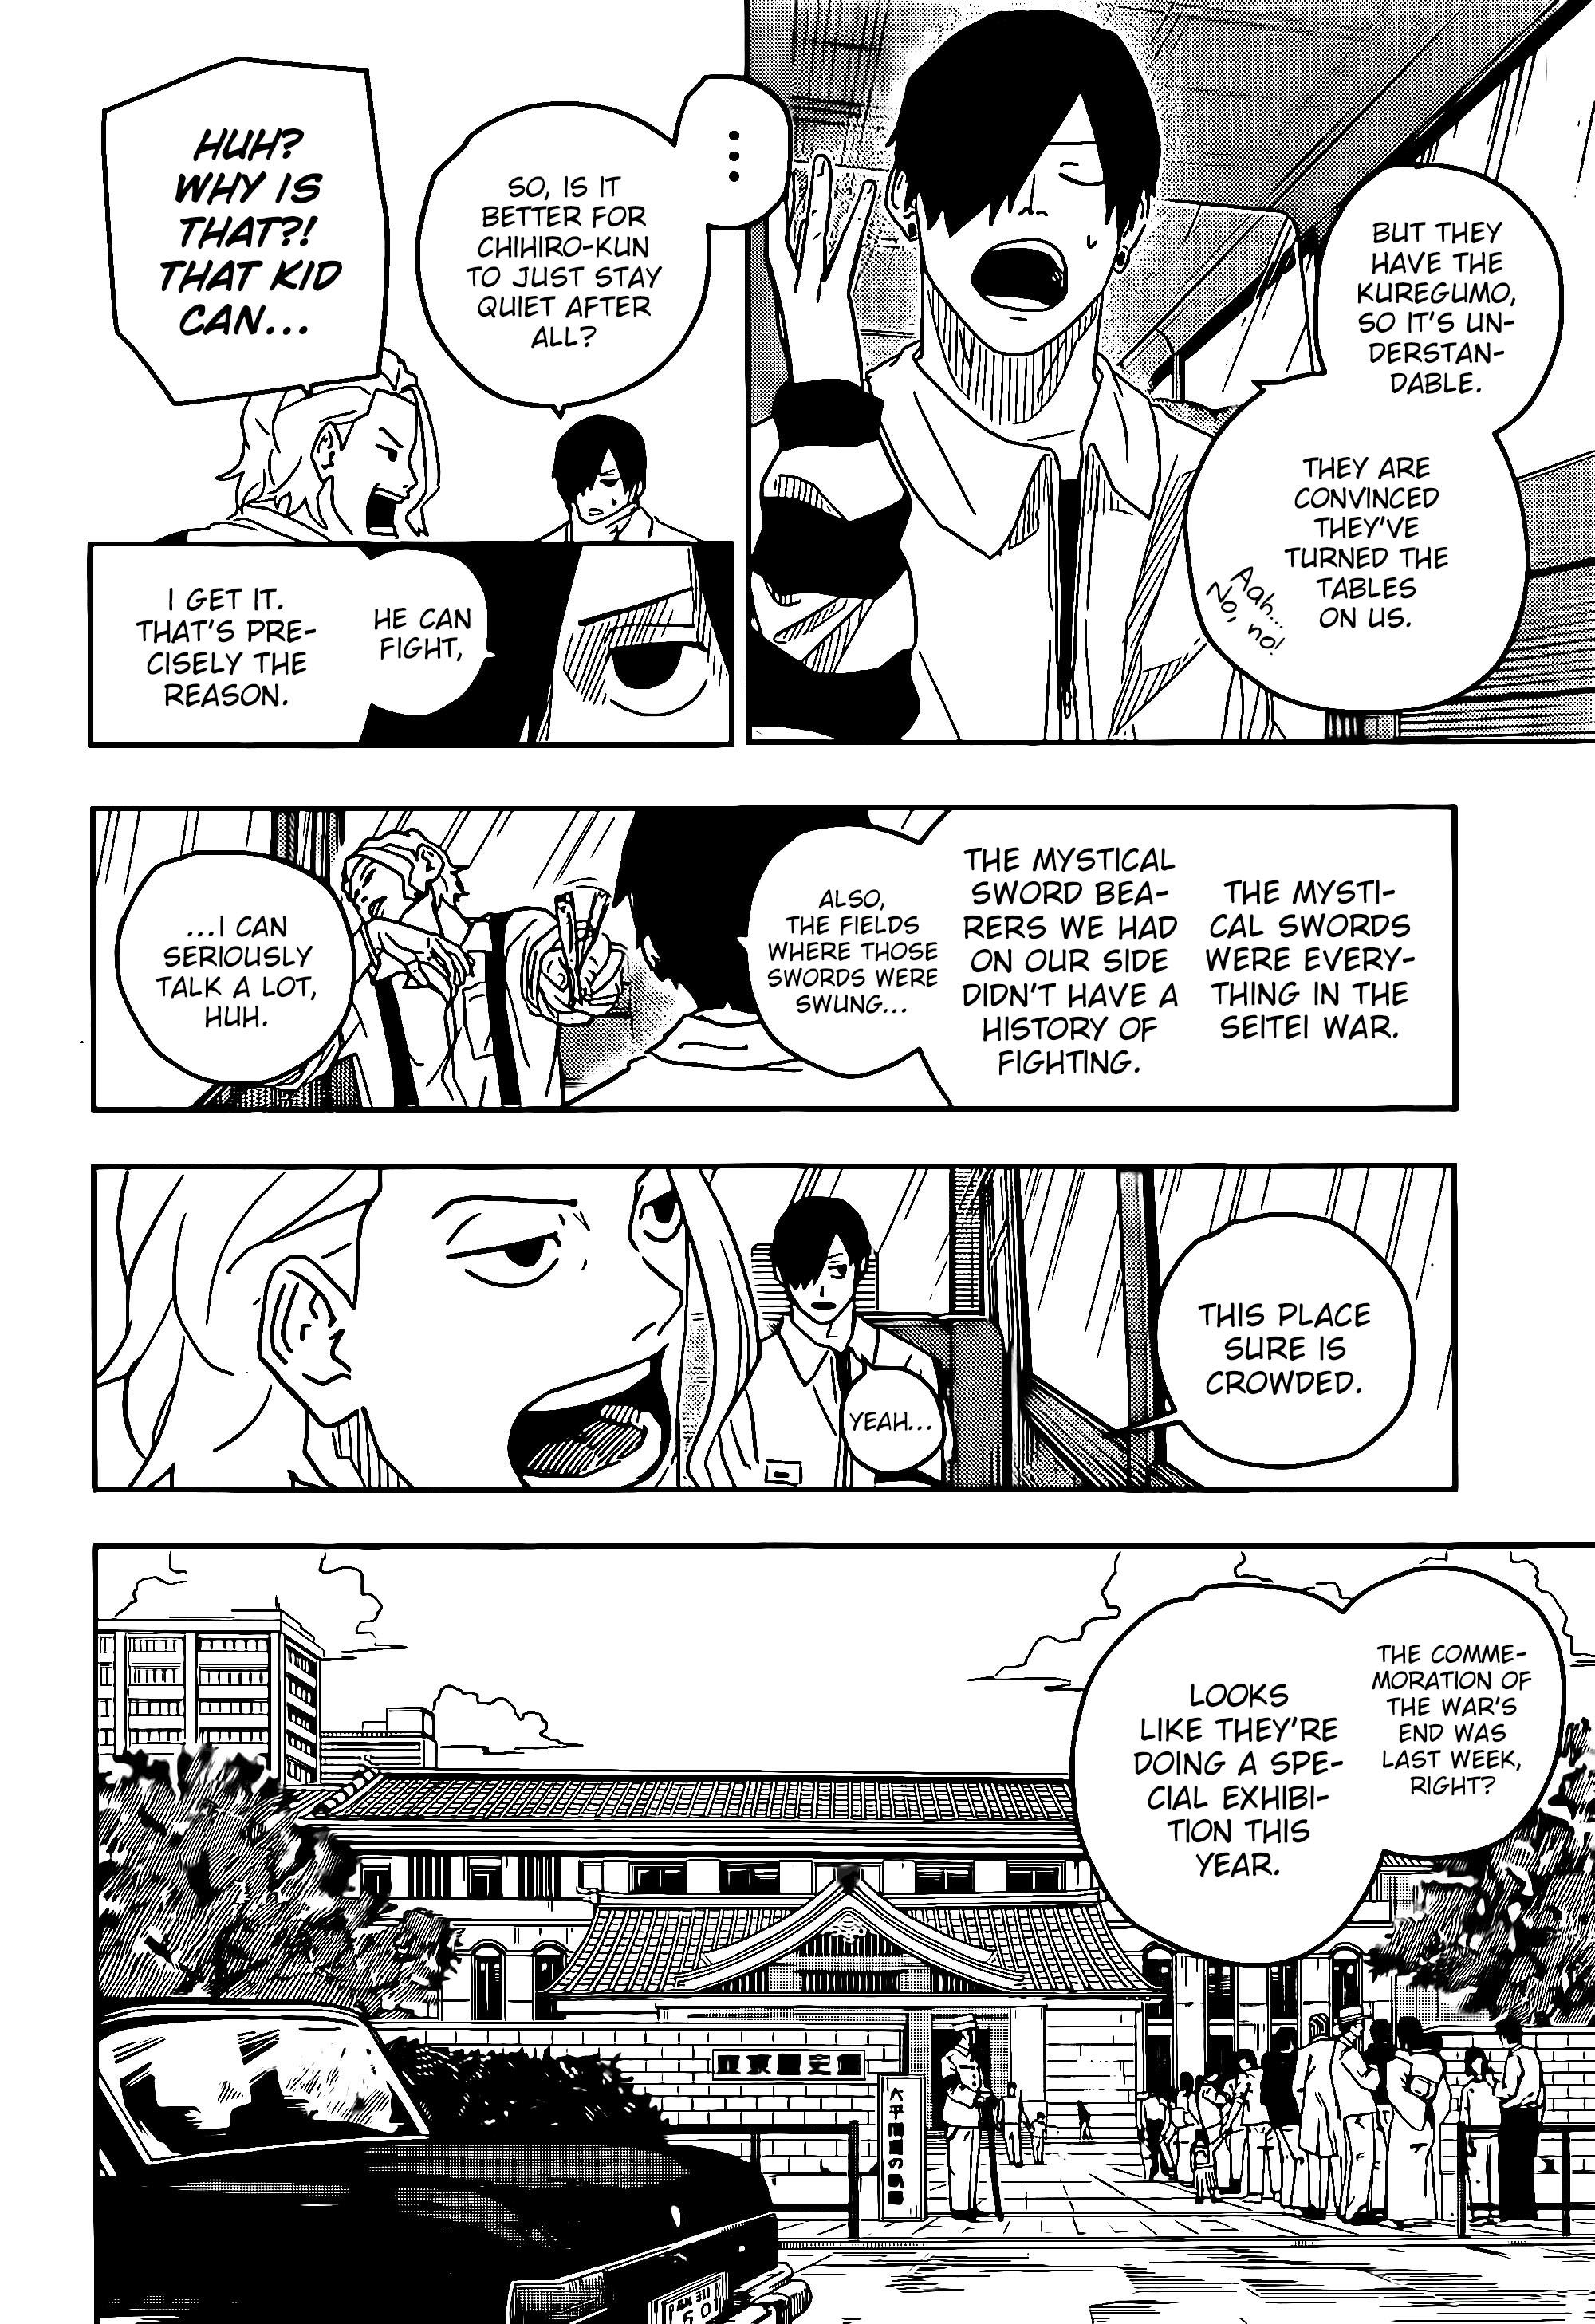 BUT THEY
HAVE THE
KUREGUMO,
SO IT'S UN-
DERSTAN-
DABLE.
THEY ARE
CONVINCED
THEY'VE
TURNED THE
TABLES
ON US.
Aah...
No, no!
...
SO, IS IT
BETTER FOR
CHIHIRO-KUN
TO JUST STAY
QUIET AFTER
ALL?
HUH?
WHY IS
THAT?!
THAT KID
CAN...
HE CAN
FIGHT,
I GET IT.
THAT'S PRE-
CISELY THE
REASON.
THE MYSTI-
CAL SWORDS
WERE EVERY-
THING IN THE
SEITEI WAR.
THE MYSTICAL
SWORD BEA-
RERS WE HAD
ON OUR SIDE
DIDN'T HAVE A
HISTORY OF
FIGHTING.
ALSO,
THE FIELDS
WHERE THOSE
SWORDS WERE
SWUNG...
...I CAN
SERIOUSLY
TALK A LOT,
HUH.
THIS PLACE
SURE IS
CROWDED.
YEAH...
THE COMME-
MORATION OF
THE WAR'S
END WAS
LAST WEEK,
RIGHT?
LOOKS
LIKE THEY'RE
DOING A SPE-
CIAL EXHIBI-
TION THIS
YEAR.